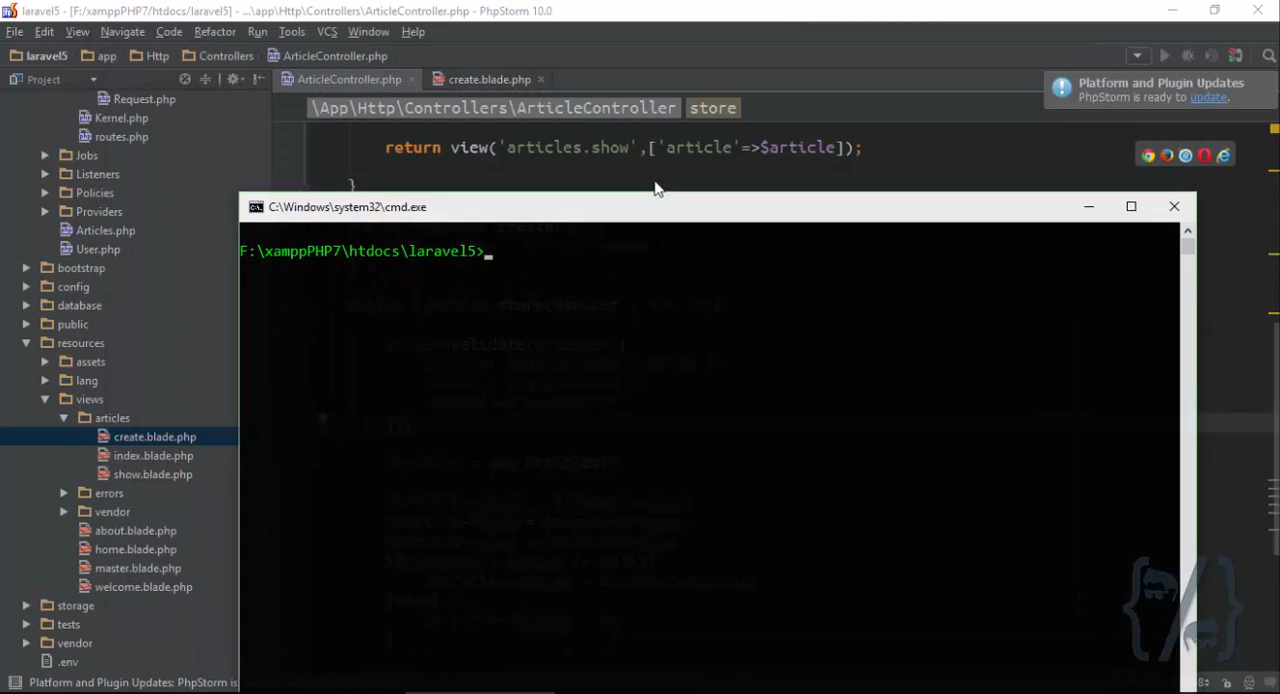 laravel5 - [F:\xamppPHP7\htdocs\laravel5] - ...\app\Http\Controllers\ArticleController.php - PhpStorm 10.0
File Edit View Navigate Code Refactor Run Tools VCS Window Help
laravel5 app Http Controllers ArticleController.php
Project
ArticleController.php create.blade.php
Platform and Plugin Updates
PhpStorm is ready to update.
\App\Http\Controllers\ArticleController store
return view('articles.show',['article'=>$article]);
}
Request.php
Kernel.php
routes.php
Jobs
Listeners
Policies
Providers
Articles.php
User.php
bootstrap
config
database
public
resources
assets
lang
views
articles
create.blade.php
index.blade.php
show.blade.php
errors
vendor
about.blade.php
home.blade.php
master.blade.php
welcome.blade.php
storage
tests
vendor
.env
C:\Windows\system32\cmd.exe
F:\xamppPHP7\htdocs\laravel5>_
Platform and Plugin Updates: PhpStorm is